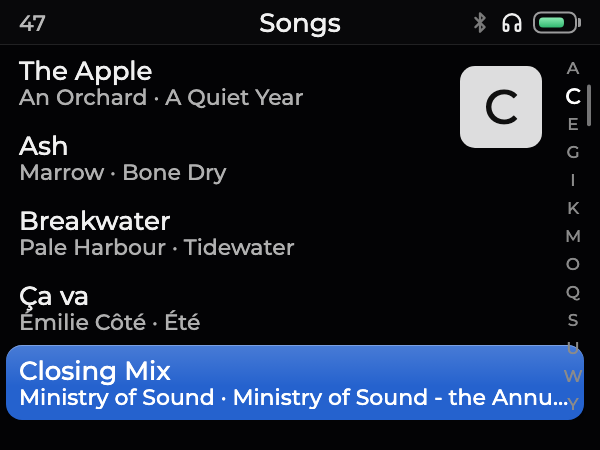 47 Songs
The Apple
An Orchard · A Quiet Year
Ash
Marrow · Bone Dry
Breakwater
Pale Harbour · Tidewater
Ça va
Émilie Côté · Été
Closing Mix
Ministry of Sound · Ministry of Sound - the Annu...
C
A
C
E
G
I
K
M
O
Q
S
U
W
Y